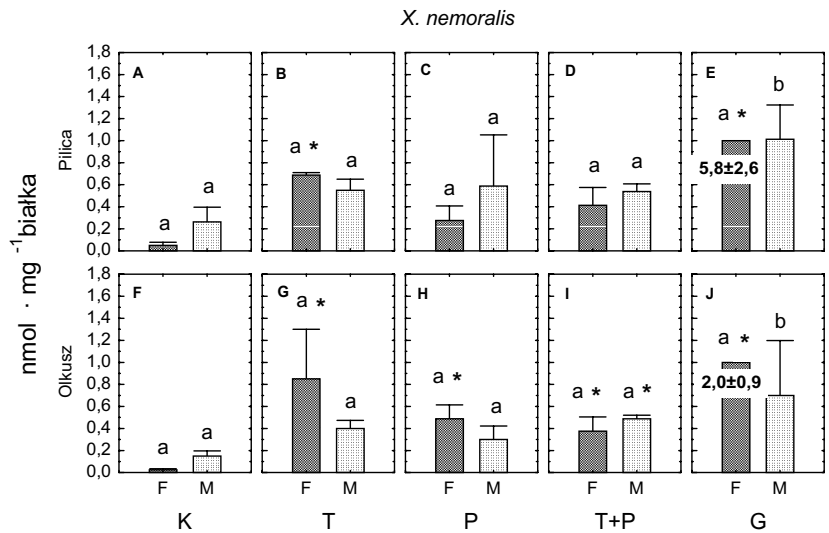 X. nemoralis
nmol · mg -1 białka
Pilica
1,8
1,6
1,4
1,2
1,0
0,8
0,6
0,4
0,2
0,0
A
a a
B
a * a
C
a a
D
a a
E
a * b
5,8±2,6
Olkusz
1,8
1,6
1,4
1,2
1,0
0,8
0,6
0,4
0,2
0,0
F
a a
G
a * a
H
a * a
I
a * a *
J
a * b
2,0±0,9
F M F M F M F M F M
K T P T+P G